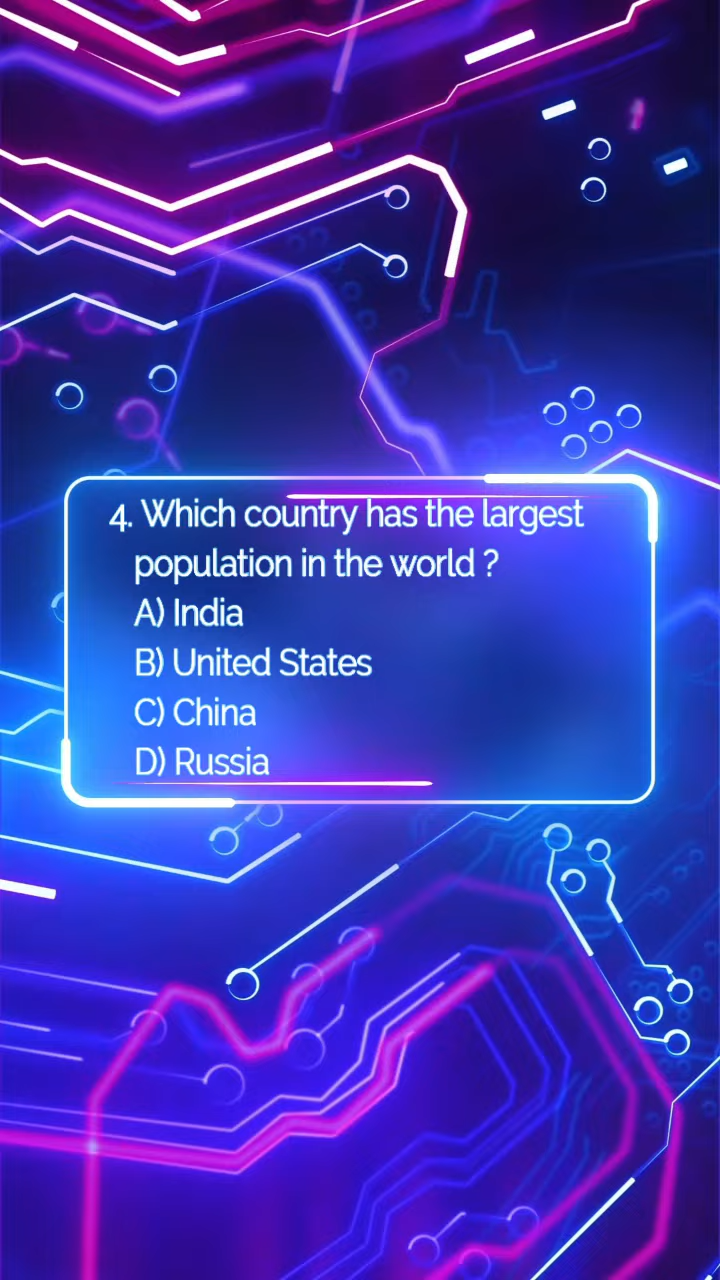 4. Which country has the largest
population in the world ?
A) India
B) United States
C) China
D) Russia